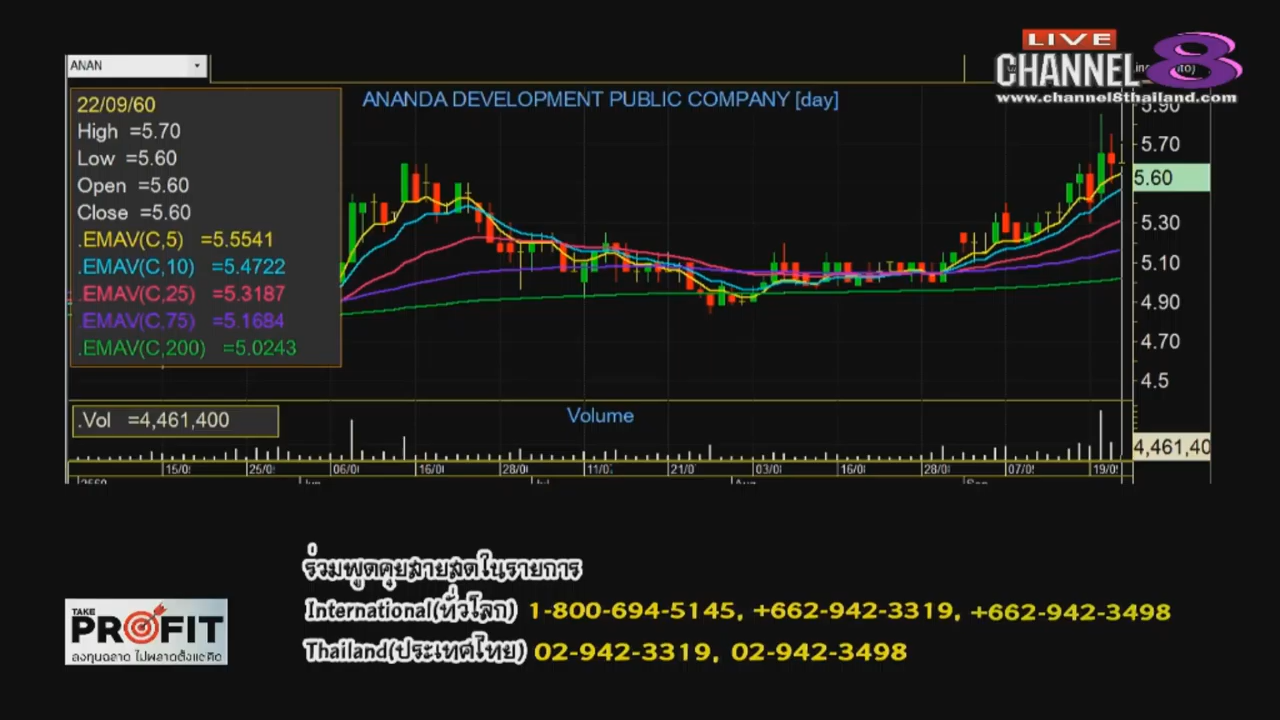 LIVE
CHANNEL 8
www.channel8thailand.com
ANAN
ANANDA DEVELOPMENT PUBLIC COMPANY [day]
22/09/60
High =5.70
Low =5.60
Open =5.60
Close =5.60
.EMAV(C,5) =5.5541
.EMAV(C,10) =5.4722
.EMAV(C,25) =5.3187
.EMAV(C,75) =5.1684
.EMAV(C,200) =5.0243
5.90
5.70
5.60
5.30
5.10
4.90
4.70
4.5
.Vol =4,461,400
Volume
4,461,40
15/0 25/0 06/0 16/0 28/0 11/0 21/0 03/0 16/0 28/0 07/0 19/0
ร่วมพูดคุยสายสดในรายการ
International(ทั่วโลก) 1-800-694-5145, +662-942-3319, +662-942-3498
Thailand(ประเทศไทย) 02-942-3319, 02-942-3498
TAKE
PROFIT
ลงทุนฉลาด ไม่พลาดตั้งแต่คิด